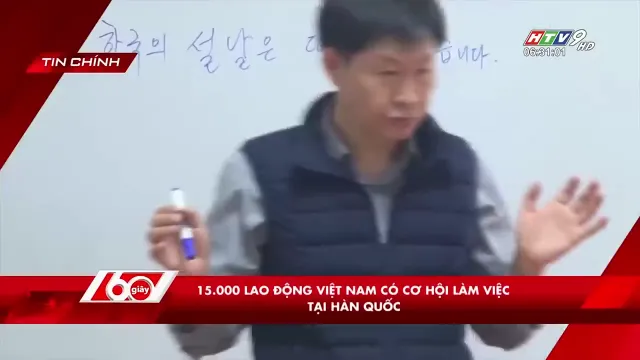 한국의 설날은
습니다.
HTV9 HD
06:31:01
TIN CHÍNH
60 giây
15.000 LAO ĐỘNG VIỆT NAM CÓ CƠ HỘI LÀM VIỆC
TẠI HÀN QUỐC